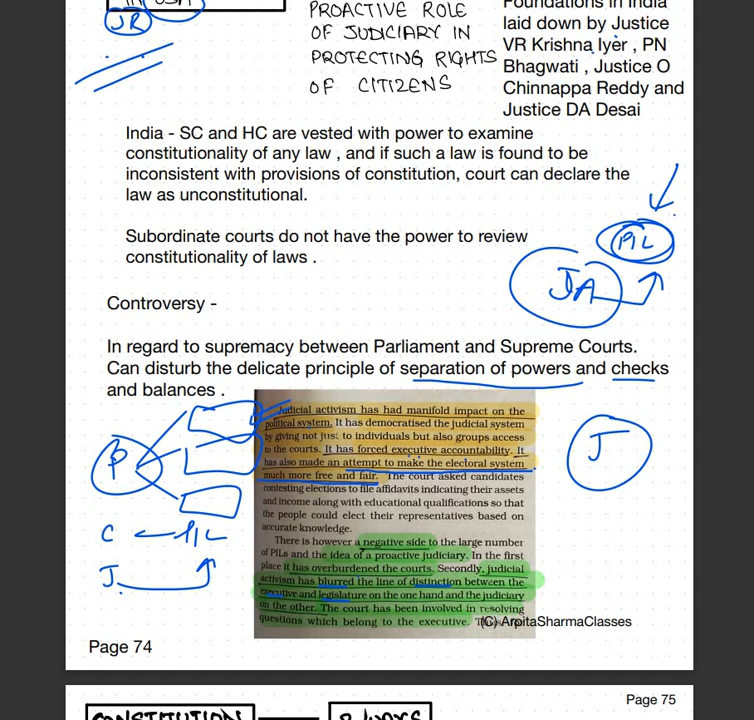 IN USA
JR
PROACTIVE ROLE
OF JUDICIARY IN
PROTECTING RIGHTS
OF CITIZENS
Foundations in India
laid down by Justice
VR Krishna Iyer , PN
Bhagwati , Justice O
Chinnappa Reddy and
Justice DA Desai
India - SC and HC are vested with power to examine
constitutionality of any law , and if such a law is found to be
inconsistent with provisions of constitution, court can declare the
law as unconstitutional.
Subordinate courts do not have the power to review
constitutionality of laws .
PIL
JA
Controversy -
In regard to supremacy between Parliament and Supreme Courts.
Can disturb the delicate principle of separation of powers and checks
and balances .
Judicial activism has had manifold impact on the
political system. It has democratised the judicial system
by giving not just to individuals but also groups access
to the courts. It has forced executive accountability. It
has also made an attempt to make the electoral system
much more free and fair. The court asked candidates
contesting elections to file affidavits indicating their assets
and income along with educational qualifications so that
the people could elect their representatives based on
accurate knowledge.
There is however a negative side to the large number
of PILs and the idea of a proactive judiciary. In the first
place it has overburdened the courts. Secondly, judicial
activism has blurred the line of distinction between the
executive and legislature on the one hand and the judiciary
on the other. The court has been involved in resolving
questions which belong to the executive.
P
C
PIL
J
J
(C) ArpitaSharmaClasses
Page 74
Page 75
CONSTITUTION